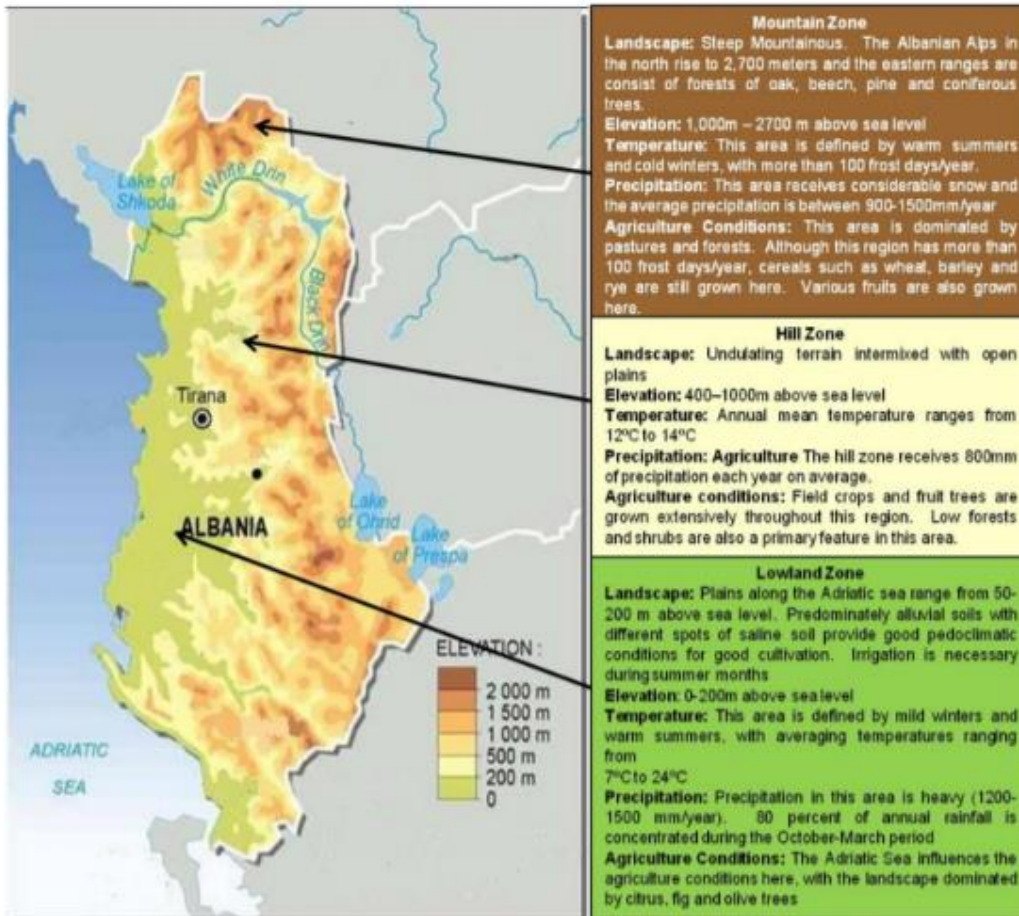 Lake of
Shkoda
White Drin
Black Drin
Tirana
ALBANIA
Lake
of Ohrid
Lake
of Prespa
ADRIATIC
SEA
ELEVATION :
2 000 m
1 500 m
1 000 m
500 m
200 m
0
Mountain Zone
Landscape: Steep Mountainous. The Albanian Alps in
the north rise to 2,700 meters and the eastern ranges are
consist of forests of oak, beech, pine and coniferous
trees.
Elevation: 1,000m – 2700 m above sea level
Temperature: This area is defined by warm summers
and cold winters, with more than 100 frost days/year.
Precipitation: This area receives considerable snow and
the average precipitation is between 900-1500mm/year
Agriculture Conditions: This area is dominated by
pastures and forests. Although this region has more than
100 frost days/year, cereals such as wheat, barley and
rye are still grown here. Various fruits are also grown
here.
Hill Zone
Landscape: Undulating terrain intermixed with open
plains
Elevation: 400–1000m above sea level
Temperature: Annual mean temperature ranges from
12ºC to 14ºC
Precipitation: Agriculture The hill zone receives 800mm
of precipitation each year on average.
Agriculture conditions: Field crops and fruit trees are
grown extensively throughout this region. Low forests
and shrubs are also a primary feature in this area.
Lowland Zone
Landscape: Plains along the Adriatic sea range from 50-
200 m above sea level. Predominately alluvial soils with
different spots of saline soil provide good pedoclimatic
conditions for good cultivation. Irrigation is necessary
during summer months
Elevation: 0-200m above sea level
Temperature: This area is defined by mild winters and
warm summers, with averaging temperatures ranging
from
7ºC to 24ºC
Precipitation: Precipitation in this area is heavy (1200-
1500 mm/year). 80 percent of annual rainfall is
concentrated during the October-March period
Agriculture Conditions: The Adriatic Sea influences the
agriculture conditions here, with the landscape dominated
by citrus, fig and olive trees